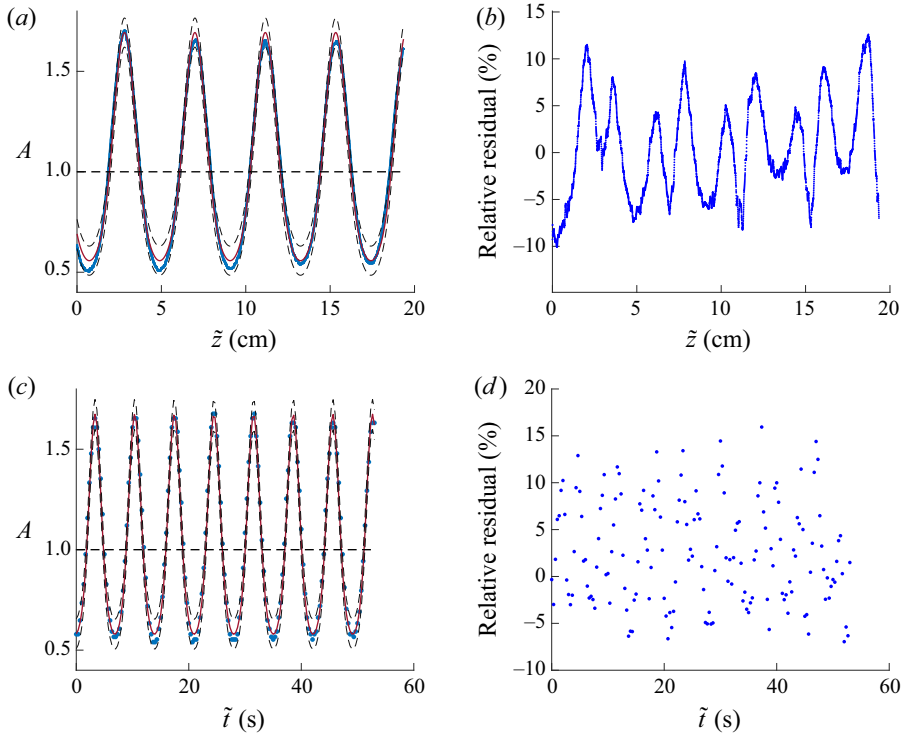 (a)
1.5
1.0
0.5
A
0 5 10 15 20
z̃ (cm)
(b)
15
10
5
0
–5
–10
Relative residual (%)
0 5 10 15 20
z̃ (cm)
(c)
1.5
1.0
0.5
A
0 20 40 60
t̃ (s)
(d)
20
15
10
5
0
–5
–10
Relative residual (%)
0 20 40 60
t̃ (s)